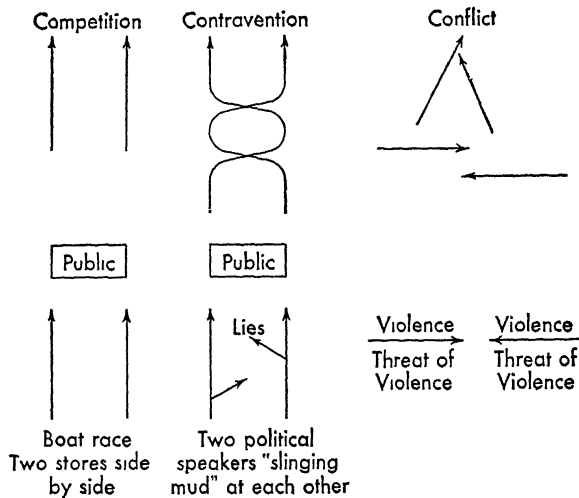 Competition
Contravention
Conflict
Public
Public
Lies
Violence
Violence
Threat of
Violence
Threat of
Violence
Boat race
Two stores side
by side
Two political
speakers "slinging
mud" at each other